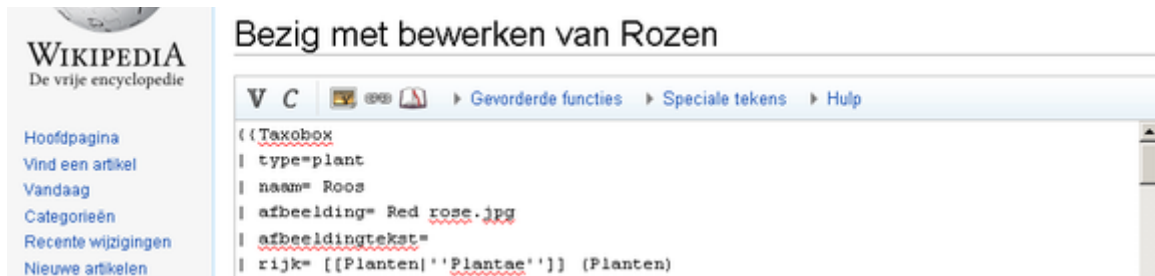 WIKIPEDIA
De vrije encyclopedie
Hoofdpagina
Vind een artikel
Vandaag
Categorieën
Recente wijzigingen
Nieuwe artikelen
Bezig met bewerken van Rozen
V C Gevorderde functies Speciale tekens Hulp
{{Taxobox
| type=plant
| naam= Roos
| afbeelding= Red rose.jpg
| afbeeldingtekst=
| rijk= [[Planten|''Plantae'']] (Planten)